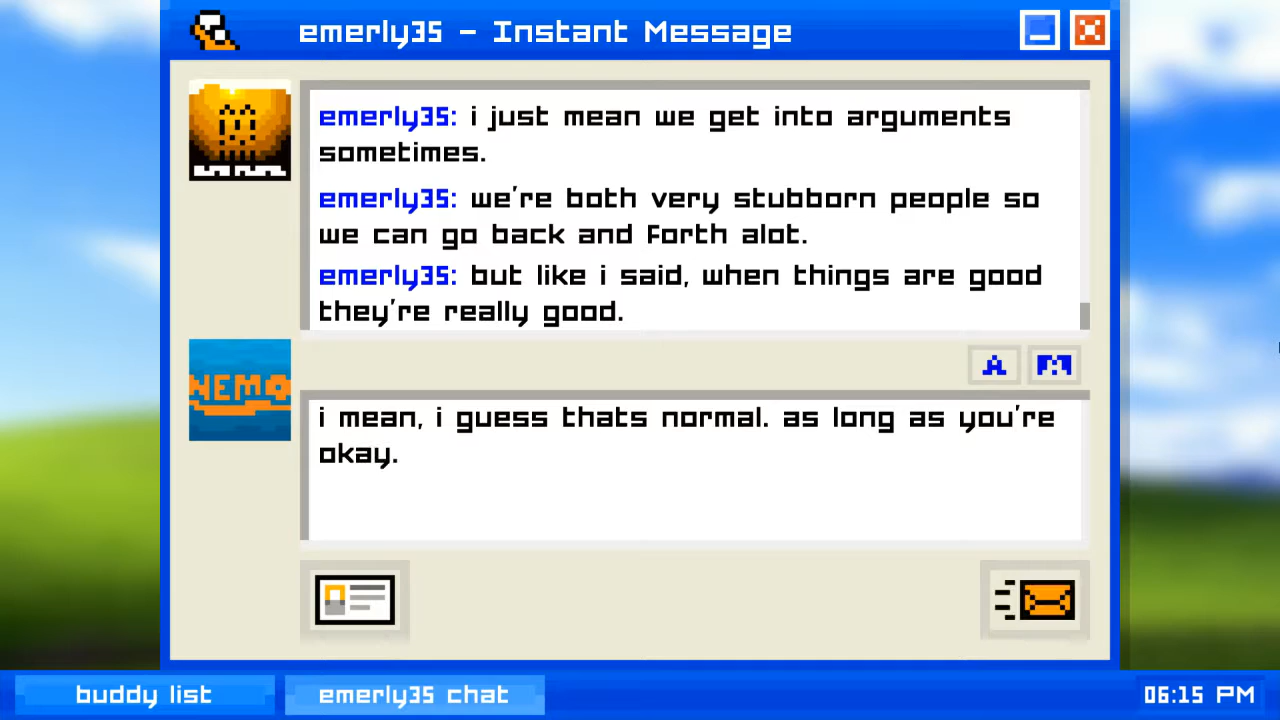 emerly35 - Instant Message
emerly35: i just mean we get into arguments
sometimes.
emerly35: we're both very stubborn people so
we can go back and forth alot.
emerly35: but like i said, when things are good
they're really good.
NEMO
A
i mean, i guess thats normal. as long as you're
okay.
buddy list
emerly35 chat
06:15 PM